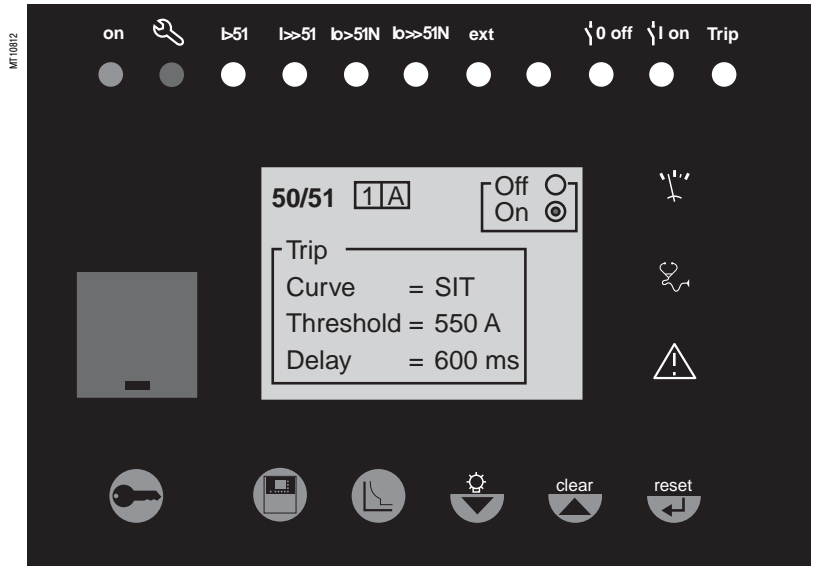 MT10812
on I>51 I>>51 Io>51N Io>>51N ext 0 off I on Trip
50/51 1 A Off
On
Trip
Curve = SIT
Threshold = 550 A
Delay = 600 ms
clear reset